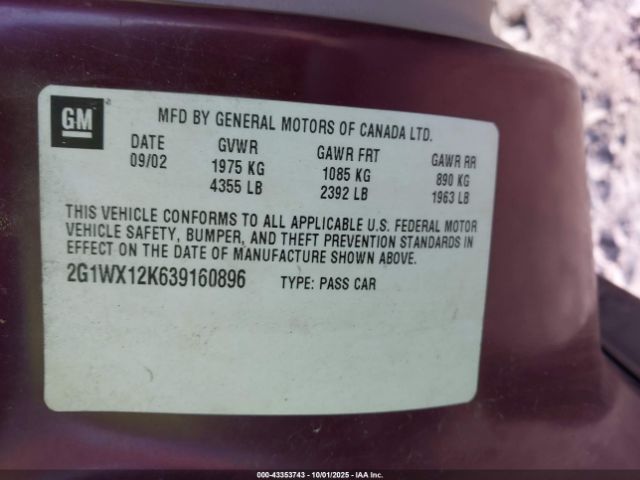 GM
MFD BY GENERAL MOTORS OF CANADA LTD.
DATE GVWR GAWR FRT GAWR RR
09/02 1975 KG 1085 KG 890 KG
4355 LB 2392 LB 1963 LB
THIS VEHICLE CONFORMS TO ALL APPLICABLE U.S. FEDERAL MOTOR
VEHICLE SAFETY, BUMPER, AND THEFT PREVENTION STANDARDS IN
EFFECT ON THE DATE OF MANUFACTURE SHOWN ABOVE.
2G1WX12K639160896 TYPE: PASS CAR
000-43353743 | 10/01/2025 | IAA Inc.